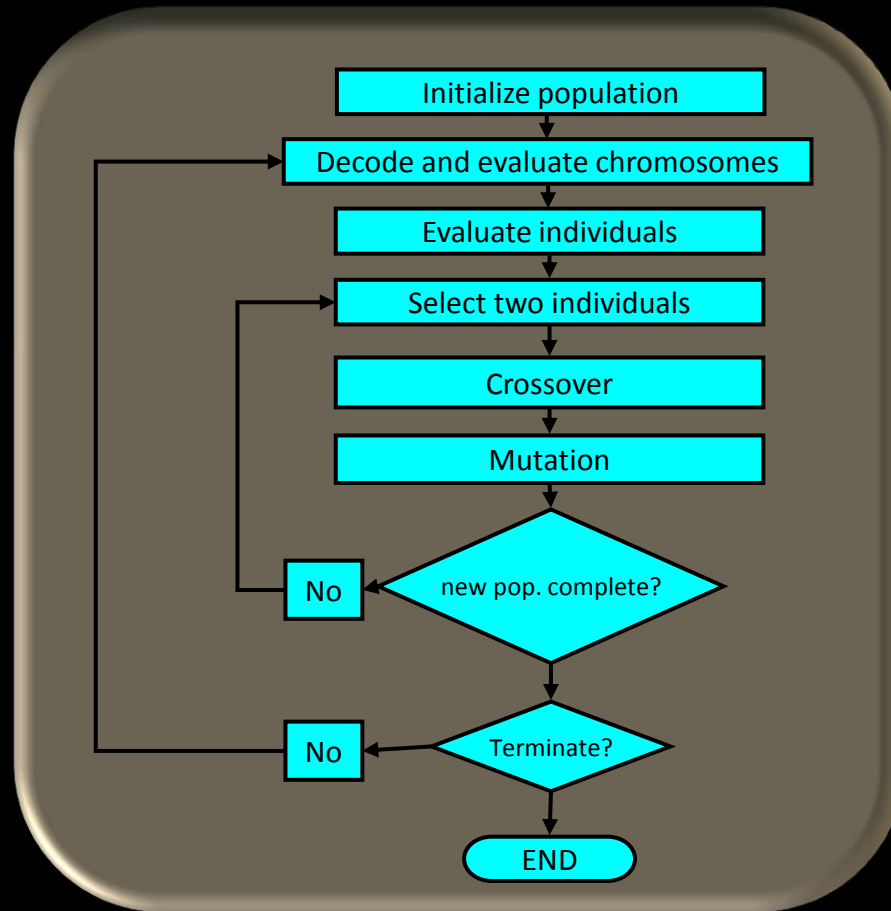 Initialize population
Decode and evaluate chromosomes
Evaluate individuals
Select two individuals
Crossover
Mutation
new pop. complete?
No
Terminate?
No
END